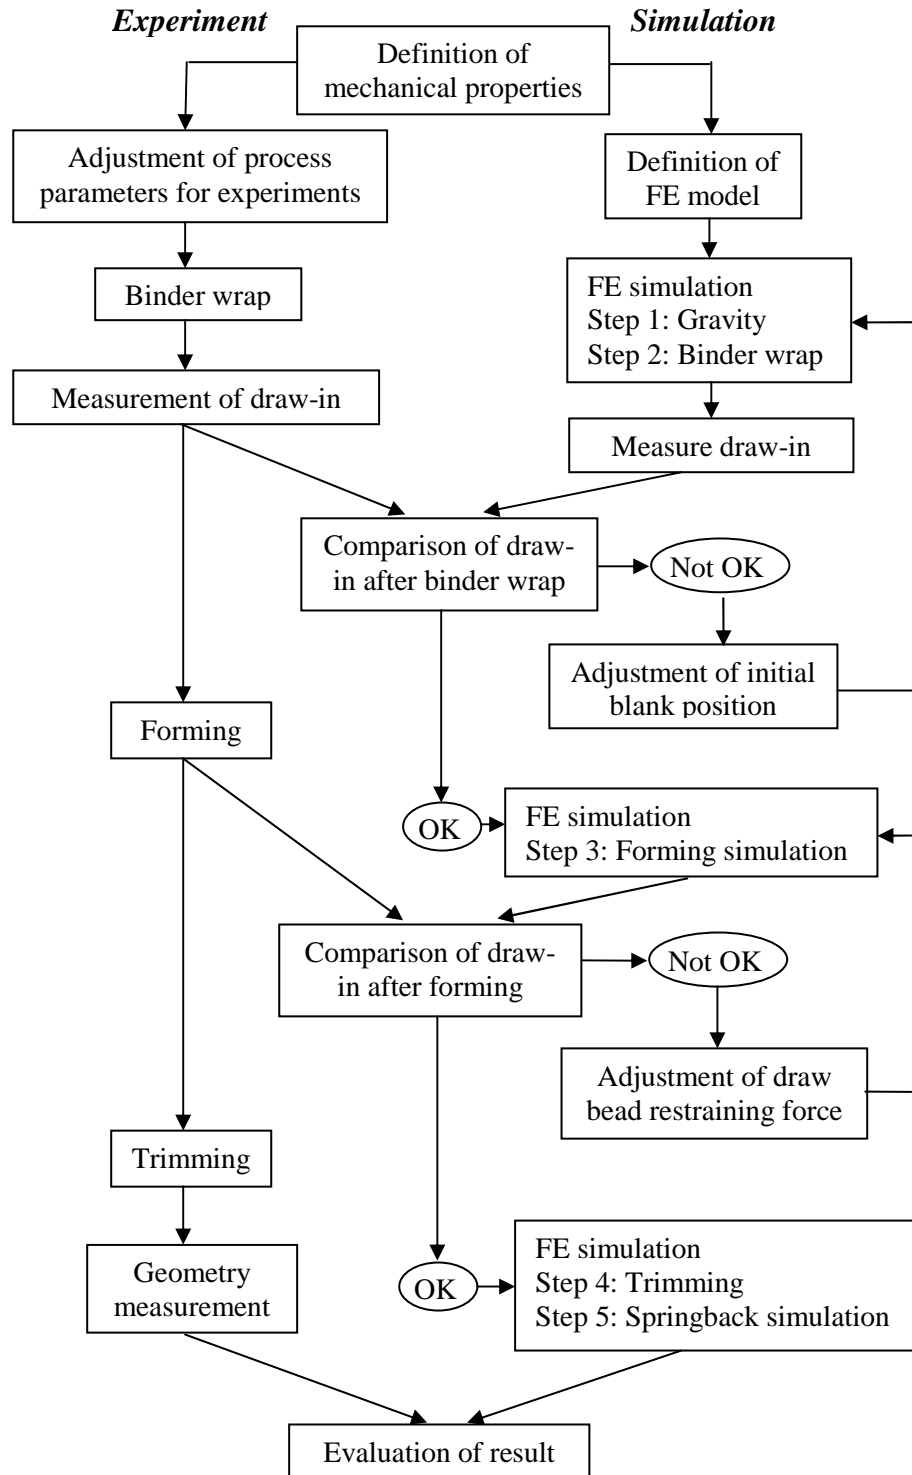 Experiment
Simulation
Definition of
mechanical properties
Adjustment of process
parameters for experiments
Definition of
FE model
Binder wrap
FE simulation
Step 1: Gravity
Step 2: Binder wrap
Measurement of draw-in
Measure draw-in
Comparison of draw-
in after binder wrap
Not OK
Adjustment of initial
blank position
Forming
OK
FE simulation
Step 3: Forming simulation
Comparison of draw-
in after forming
Not OK
Adjustment of draw
bead restraining force
Trimming
Geometry
measurement
OK
FE simulation
Step 4: Trimming
Step 5: Springback simulation
Evaluation of result